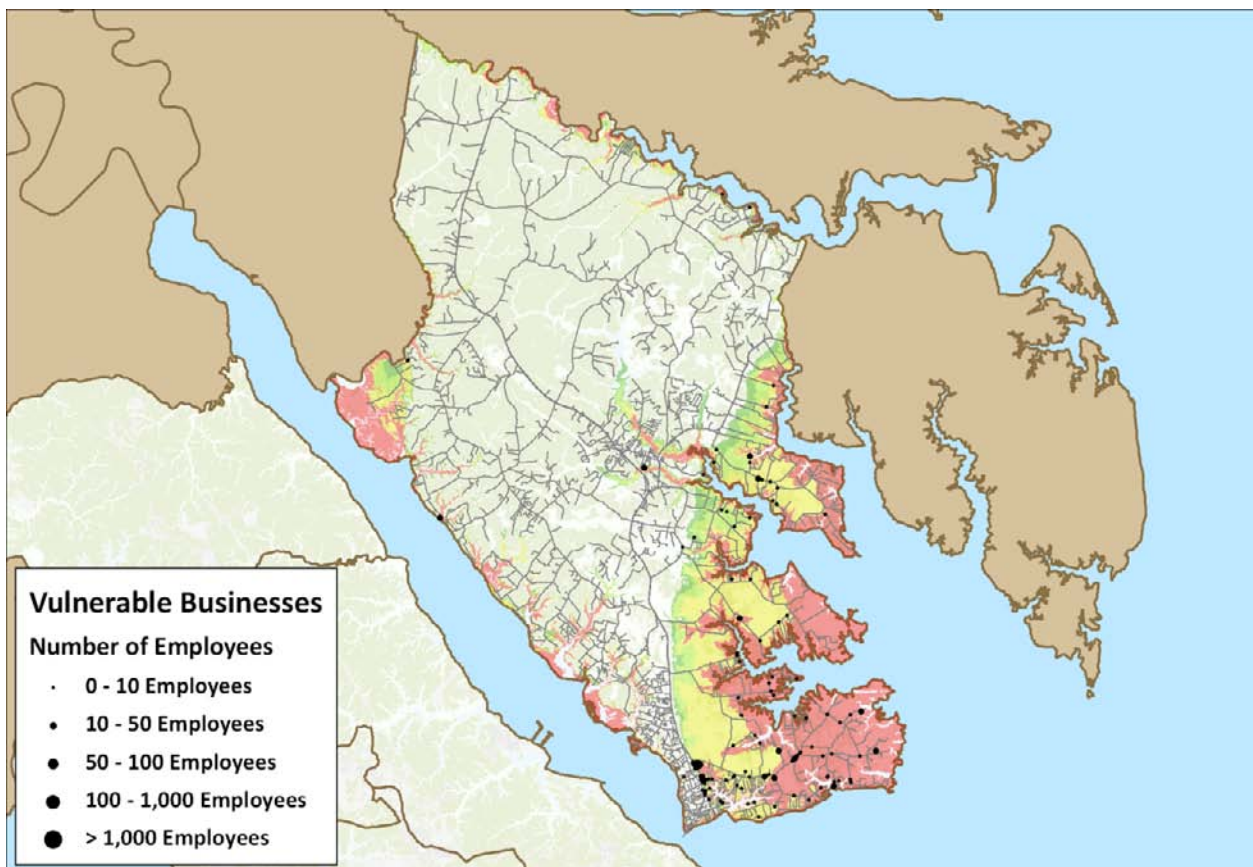 Vulnerable Businesses
Number of Employees
0 - 10 Employees
10 - 50 Employees
50 - 100 Employees
100 - 1,000 Employees
> 1,000 Employees